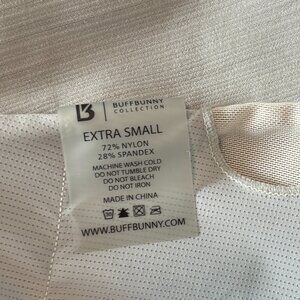 BUFFBUNNY
COLLECTION
EXTRA SMALL
72% NYLON
28% SPANDEX
MACHINE WASH COLD
DO NOT TUMBLE DRY
DO NOT BLEACH
DO NOT IRON
MADE IN CHINA
WWW.BUFFBUNNY.COM